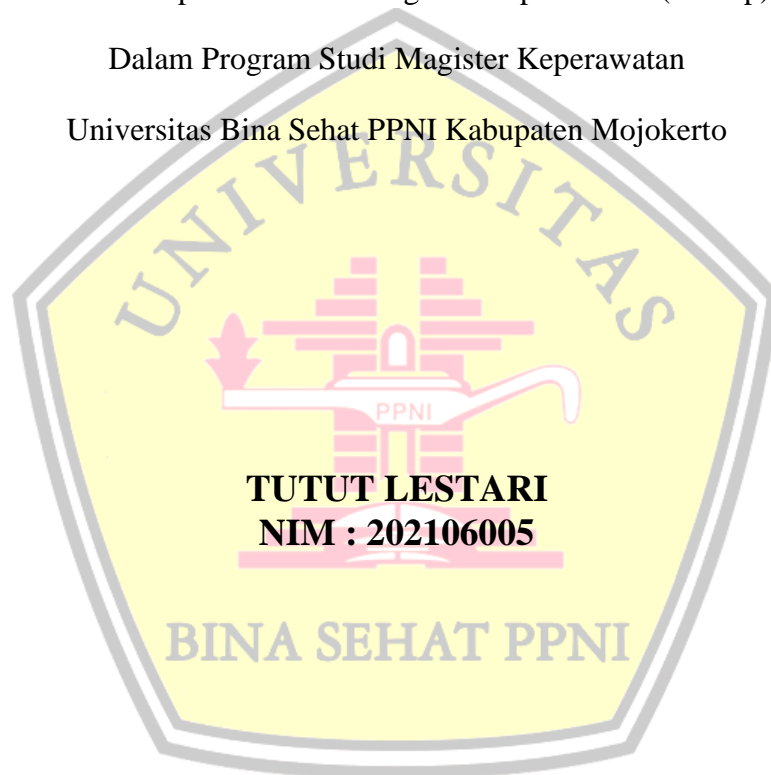 Dalam Program Studi Magister Keperawatan
Universitas Bina Sehat PPNI Kabupaten Mojokerto
UNIVERSITAS
PPNI
TUTUT LESTARI
NIM : 202106005
BINA SEHAT PPNI